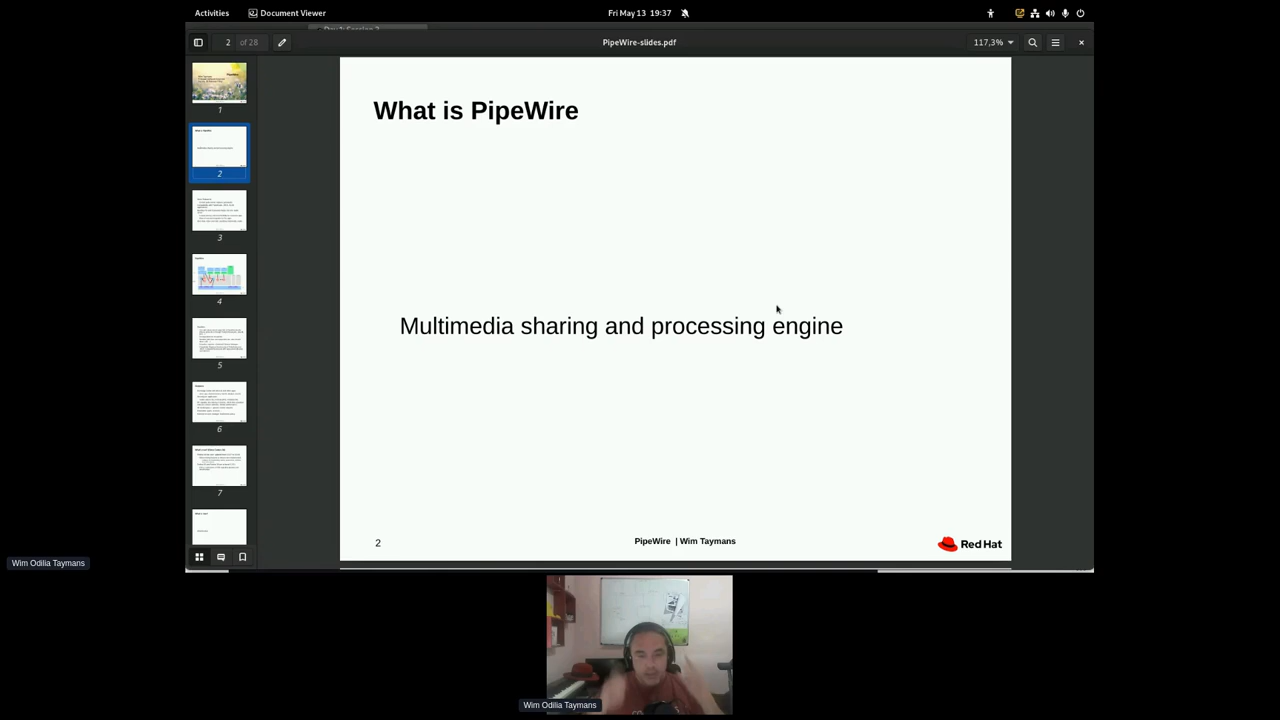 Activities
Document Viewer
Fri May 13 19:37
2 of 28
PipeWire-slides.pdf
117,3%
What is PipeWire
Multimedia sharing and processing engine
2
PipeWire | Wim Taymans
Red Hat
1
2
3
4
5
6
7
Wim Odilia Taymans
Wim Odilia Taymans